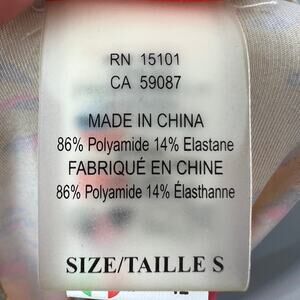 RN 15101
CA 59087
MADE IN CHINA
86% Polyamide 14% Elastane
FABRIQUÉ EN CHINE
86% Polyamide 14% Élasthanne
SIZE/TAILLE S